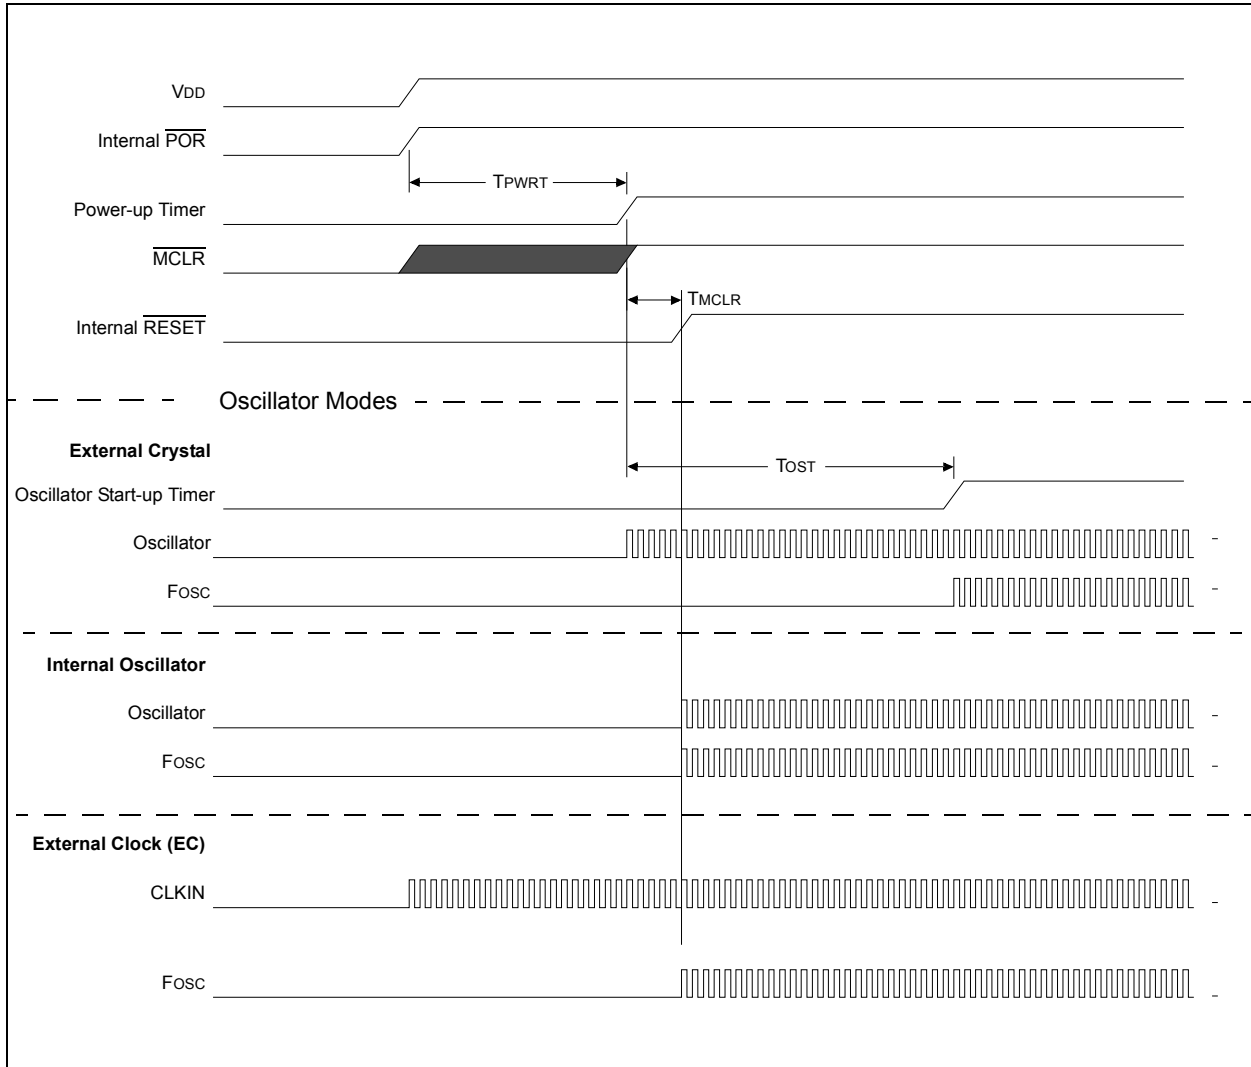 VDD
Internal POR
TPWRT
Power-up Timer
MCLR
TMCLR
Internal RESET
Oscillator Modes
External Crystal
TOST
Oscillator Start-up Timer
Oscillator
FOSC
Internal Oscillator
Oscillator
FOSC
External Clock (EC)
CLKIN
FOSC